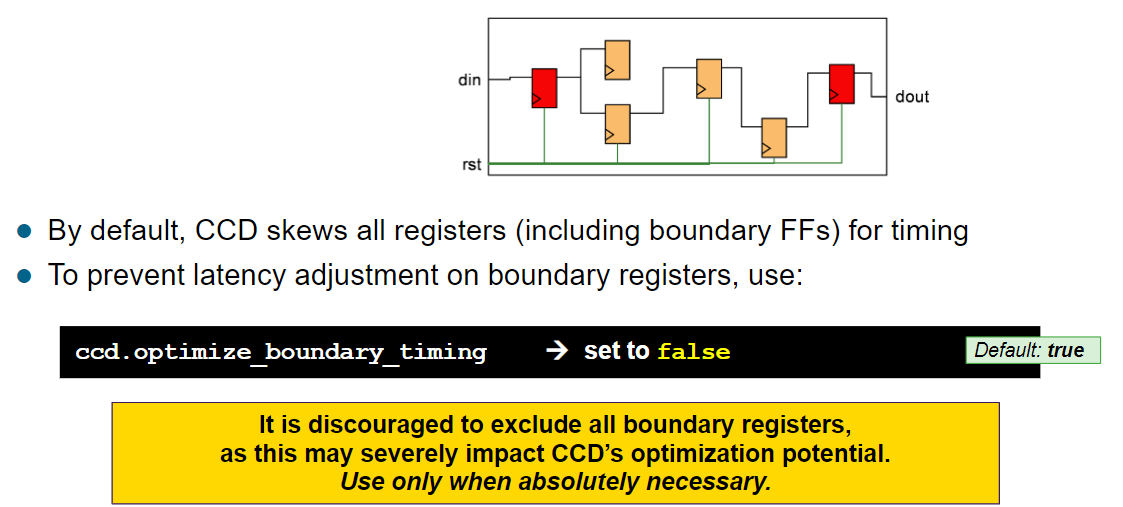 din
dout
rst
By default, CCD skews all registers (including boundary FFs) for timing
To prevent latency adjustment on boundary registers, use:
ccd.optimize_boundary_timing → set to false
Default: true
It is discouraged to exclude all boundary registers,
as this may severely impact CCD's optimization potential.
Use only when absolutely necessary.